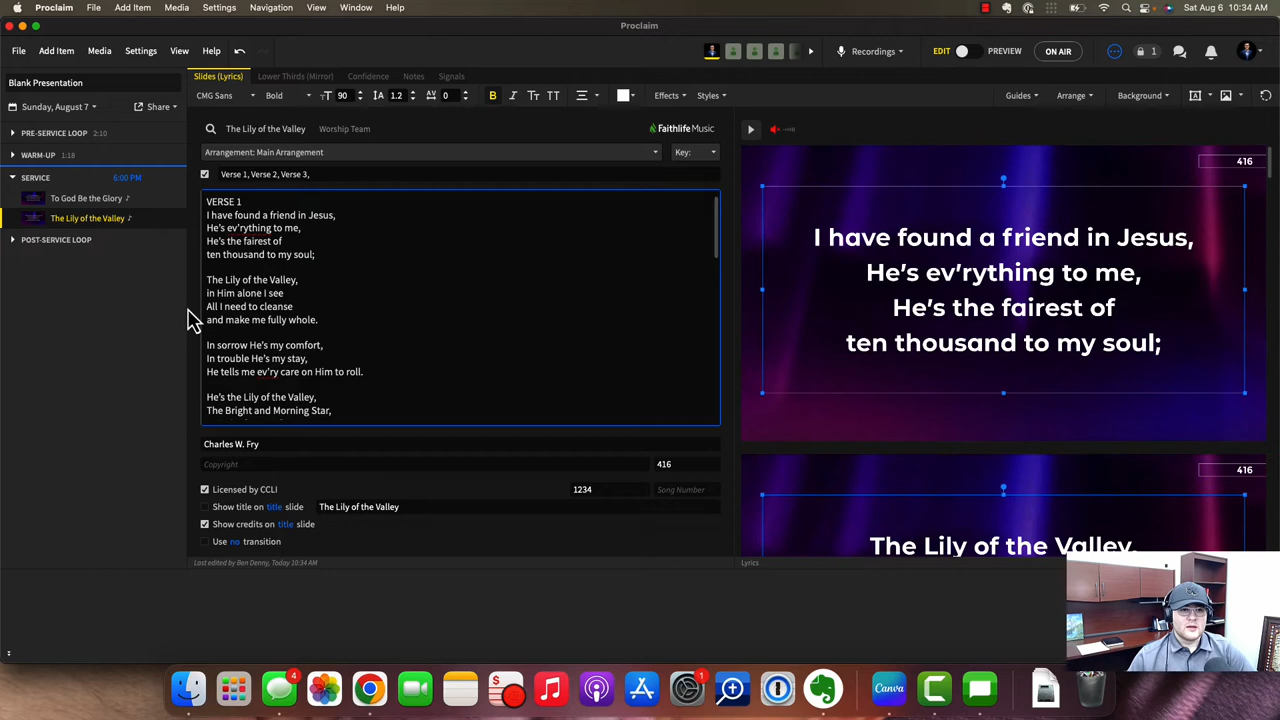 Proclaim File Add Item Media Settings Navigation View Window Help Sat Aug 6 10:34 AM
Proclaim
File Add Item Media Settings View Help Recordings EDIT PREVIEW ON AIR 1
Blank Presentation
Sunday, August 7 Share
PRE-SERVICE LOOP 2:10
WARM-UP 1:18
SERVICE 6:00 PM
To God Be the Glory
The Lily of the Valley
POST-SERVICE LOOP
Slides (Lyrics) Lower Thirds (Mirror) Confidence Notes Signals
CMG Sans Bold 90 1.2 0 B Effects Styles Guides Arrange Background
The Lily of the Valley Worship Team Faithlife Music
Arrangement: Main Arrangement Key:
Verse 1, Verse 2, Verse 3,
VERSE 1
I have found a friend in Jesus,
He's ev'rything to me,
He's the fairest of
ten thousand to my soul;
The Lily of the Valley,
in Him alone I see
All I need to cleanse
and make me fully whole.
In sorrow He's my comfort,
In trouble He's my stay,
He tells me ev'ry care on Him to roll.
He's the Lily of the Valley,
The Bright and Morning Star,
Charles W. Fry
Copyright 416
Licensed by CCLI 1234 Song Number
Show title on title slide The Lily of the Valley
Show credits on title slide
Use no transition
Last edited by Ben Denny, Today 10:34 AM
416
I have found a friend in Jesus,
He's ev'rything to me,
He's the fairest of
ten thousand to my soul;
416
The Lily of the Valley,
Lyrics
4
1